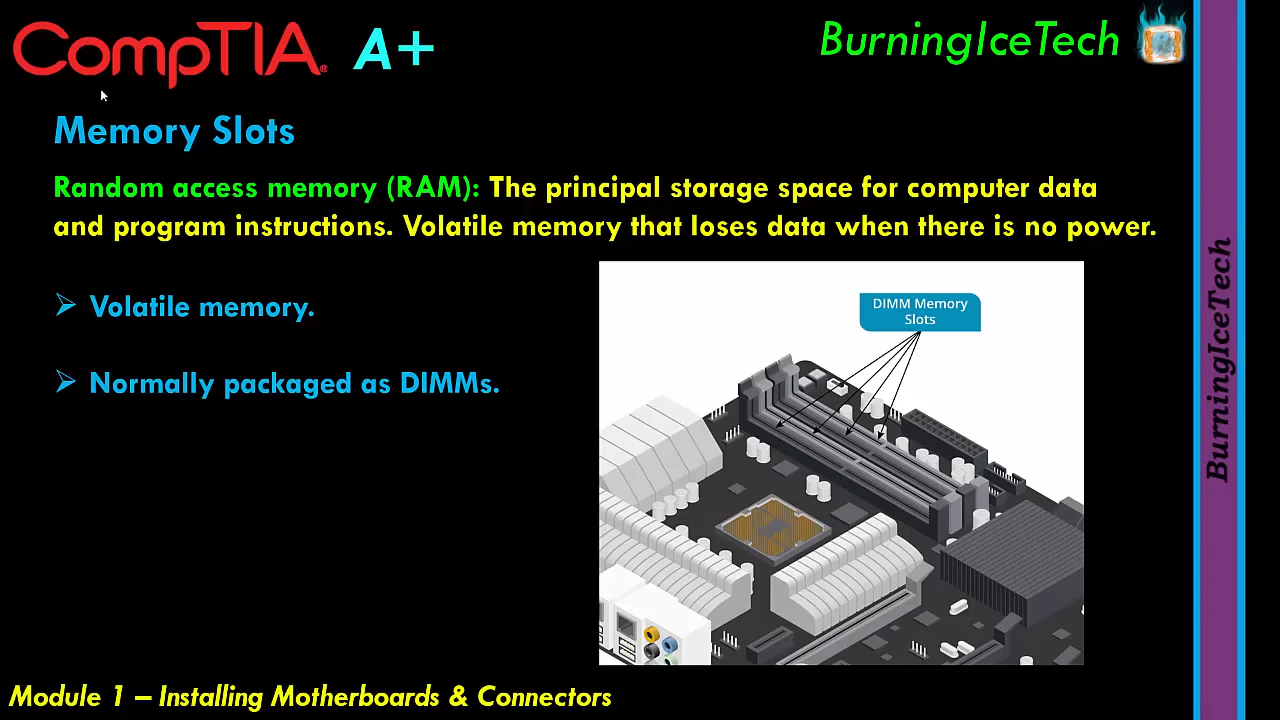 CompTIA® A+
BurningIceTech
Memory Slots
Random access memory (RAM): The principal storage space for computer data
and program instructions. Volatile memory that loses data when there is no power.
➢ Volatile memory.
➢ Normally packaged as DIMMs.
DIMM Memory
Slots
BurningIceTech
Module 1 – Installing Motherboards & Connectors